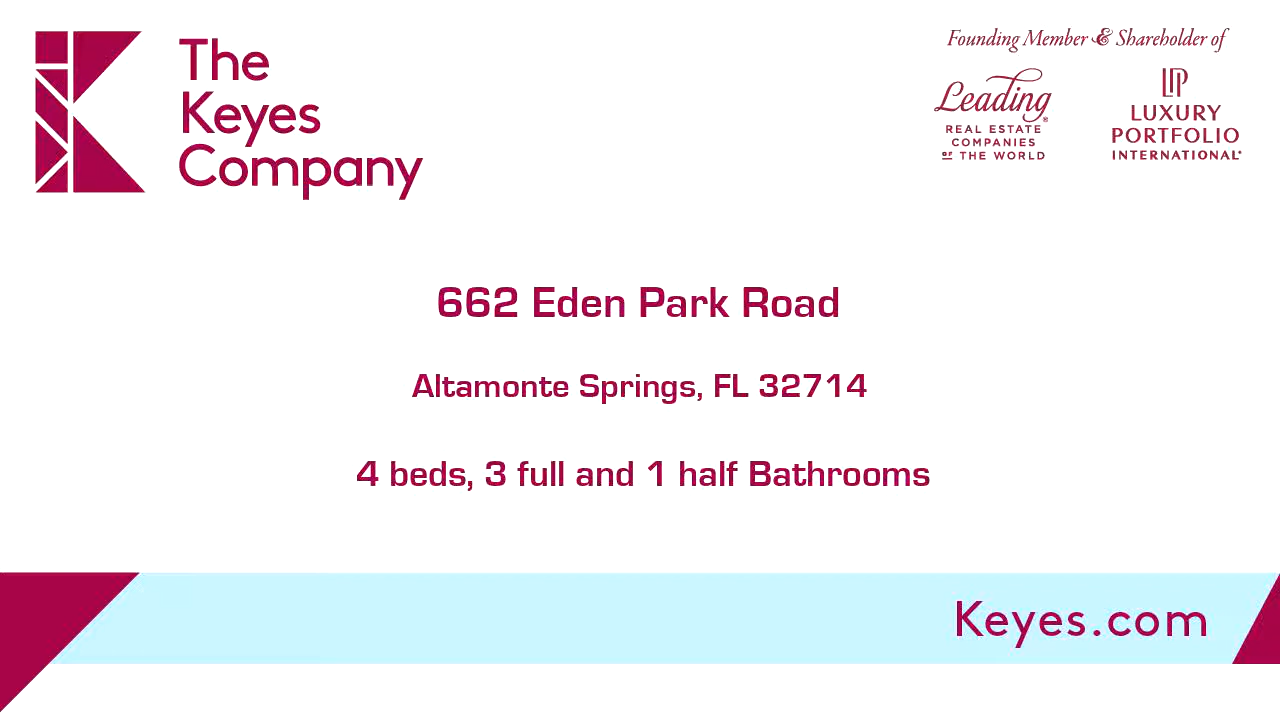 The
Keyes
Company
Founding Member & Shareholder of
Leading®
REAL ESTATE
COMPANIES
OF THE WORLD
LP
LUXURY
PORTFOLIO
INTERNATIONAL®
662 Eden Park Road
Altamonte Springs, FL 32714
4 beds, 3 full and 1 half Bathrooms
Keyes.com